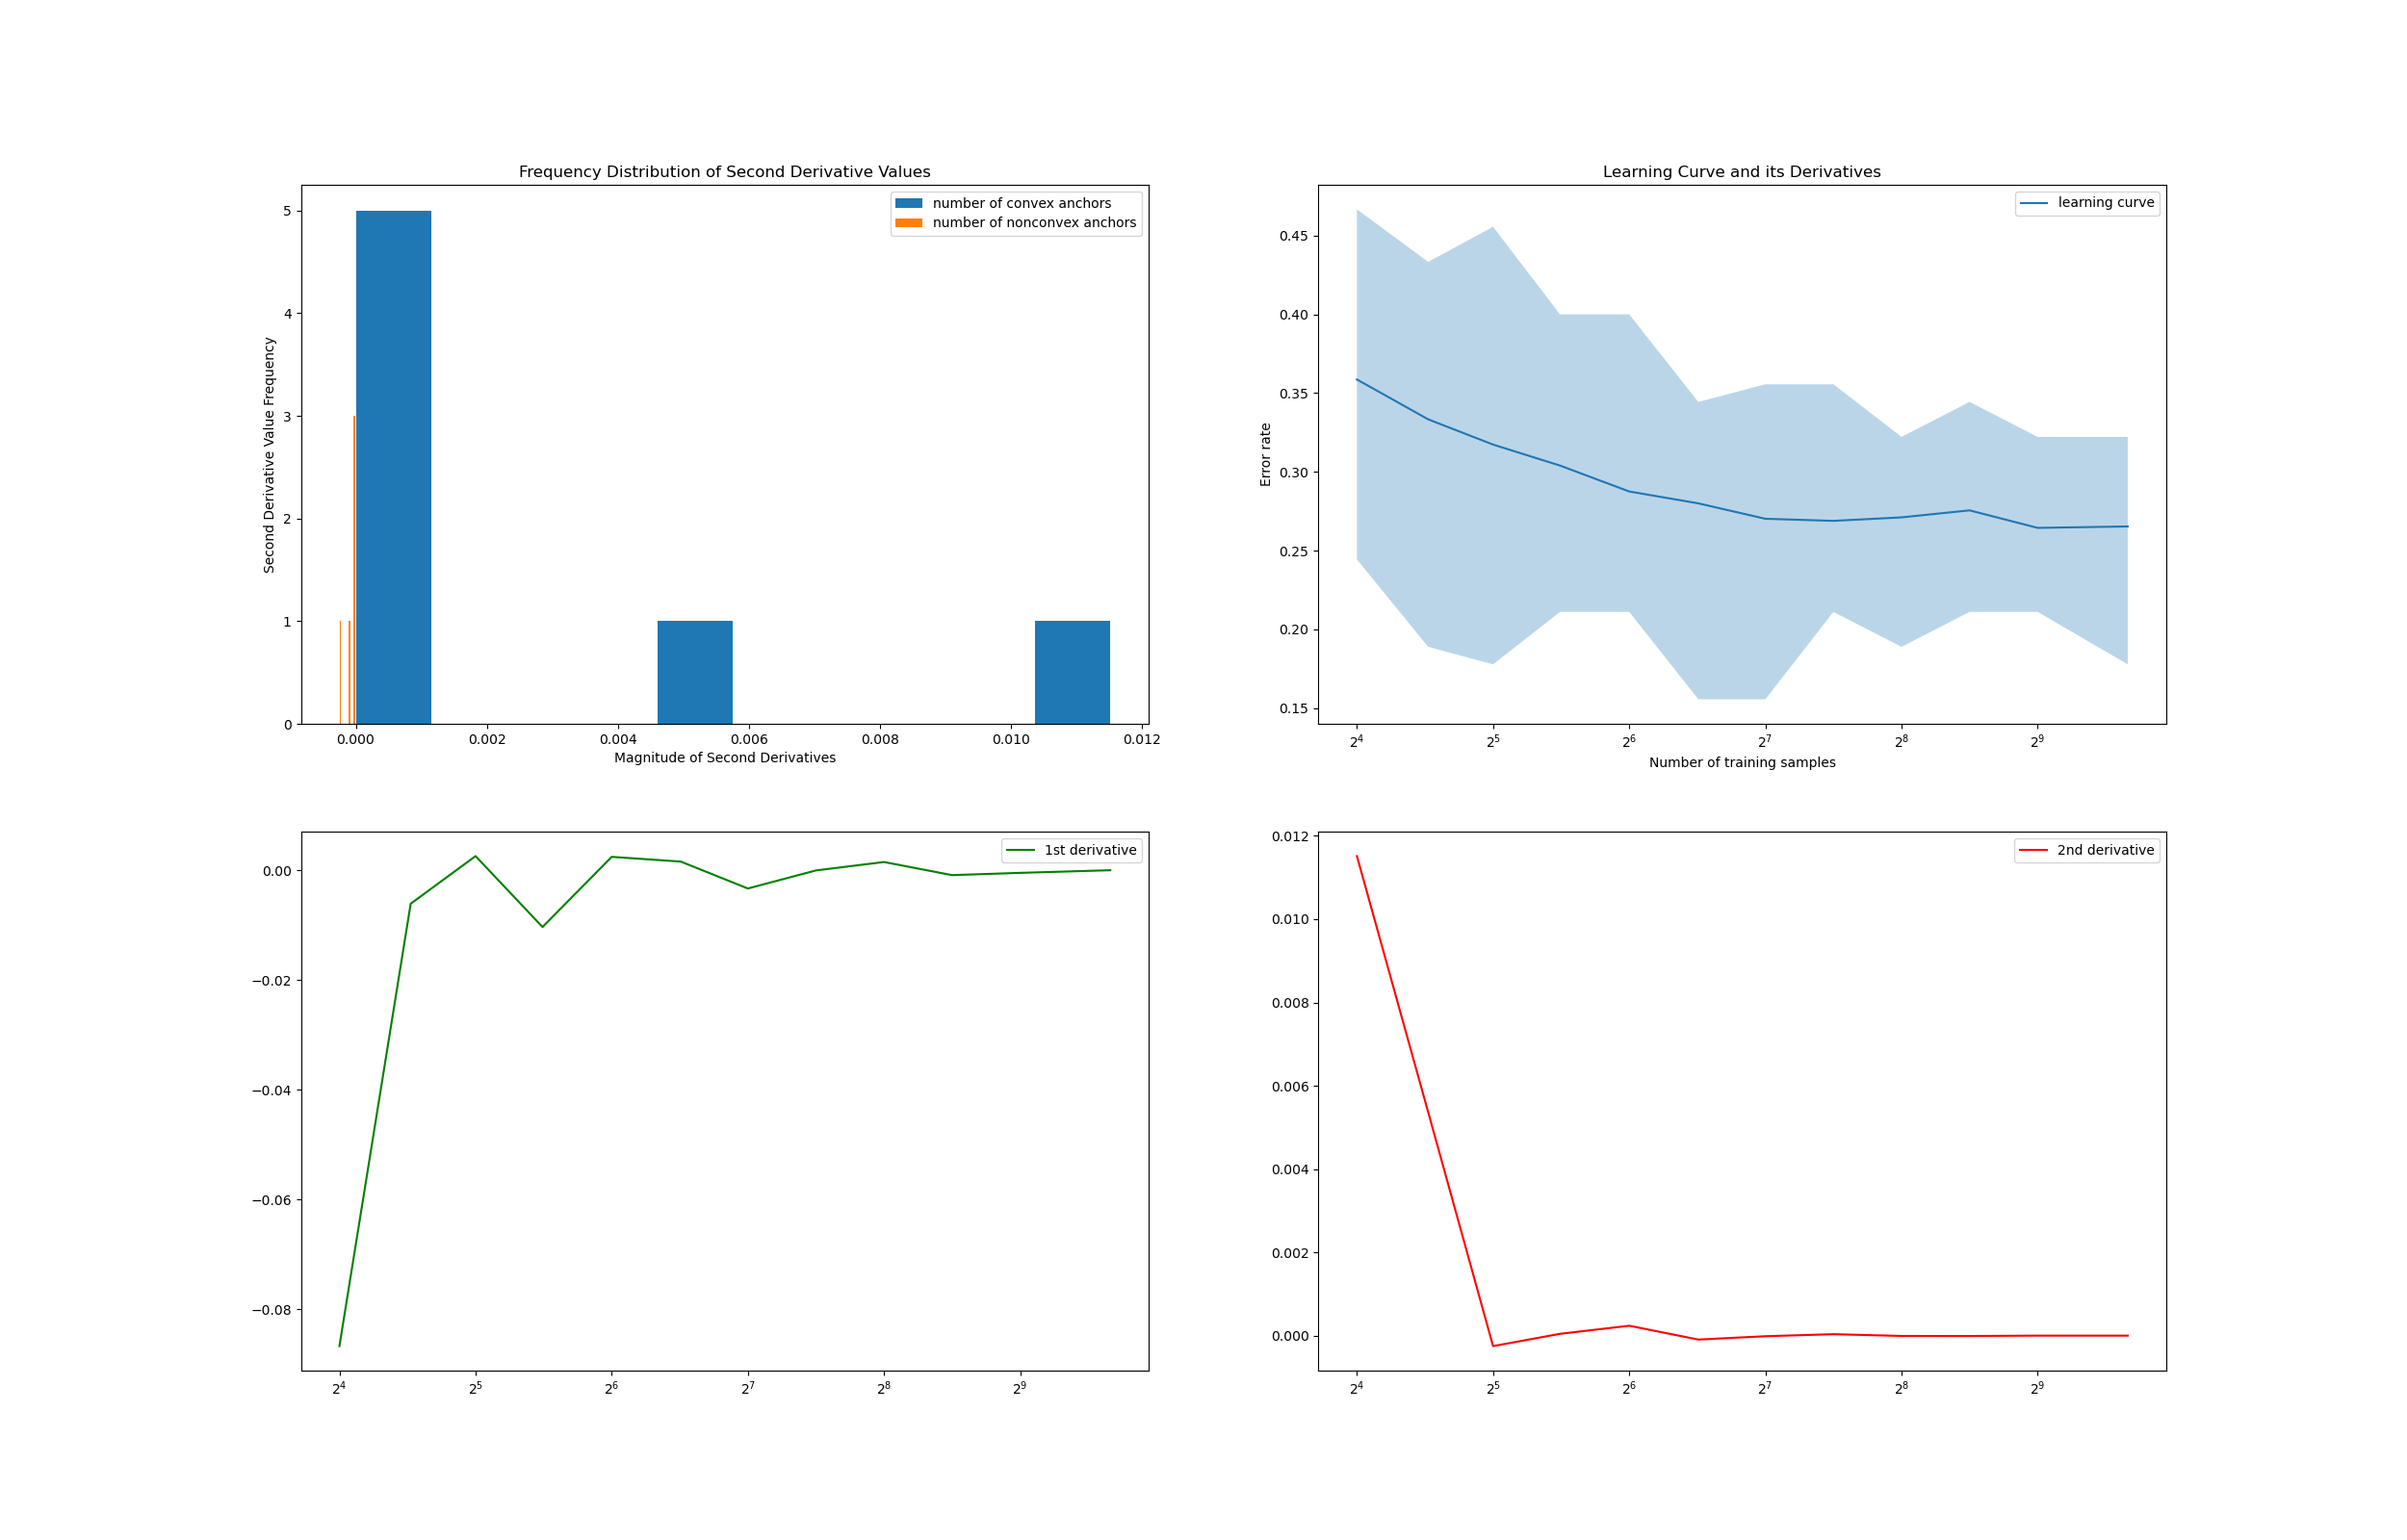 Frequency Distribution of Second Derivative Values
number of convex anchors
number of nonconvex anchors
Second Derivative Value Frequency
5
4
3
2
1
0
0.000 0.002 0.004 0.006 0.008 0.010 0.012
Magnitude of Second Derivatives
Learning Curve and its Derivatives
learning curve
Error rate
0.45
0.40
0.35
0.30
0.25
0.20
0.15
2⁴ 2⁵ 2⁶ 2⁷ 2⁸ 2⁹
Number of training samples
1st derivative
0.00
−0.02
−0.04
−0.06
−0.08
2⁴ 2⁵ 2⁶ 2⁷ 2⁸ 2⁹
2nd derivative
0.012
0.010
0.008
0.006
0.004
0.002
0.000
2⁴ 2⁵ 2⁶ 2⁷ 2⁸ 2⁹